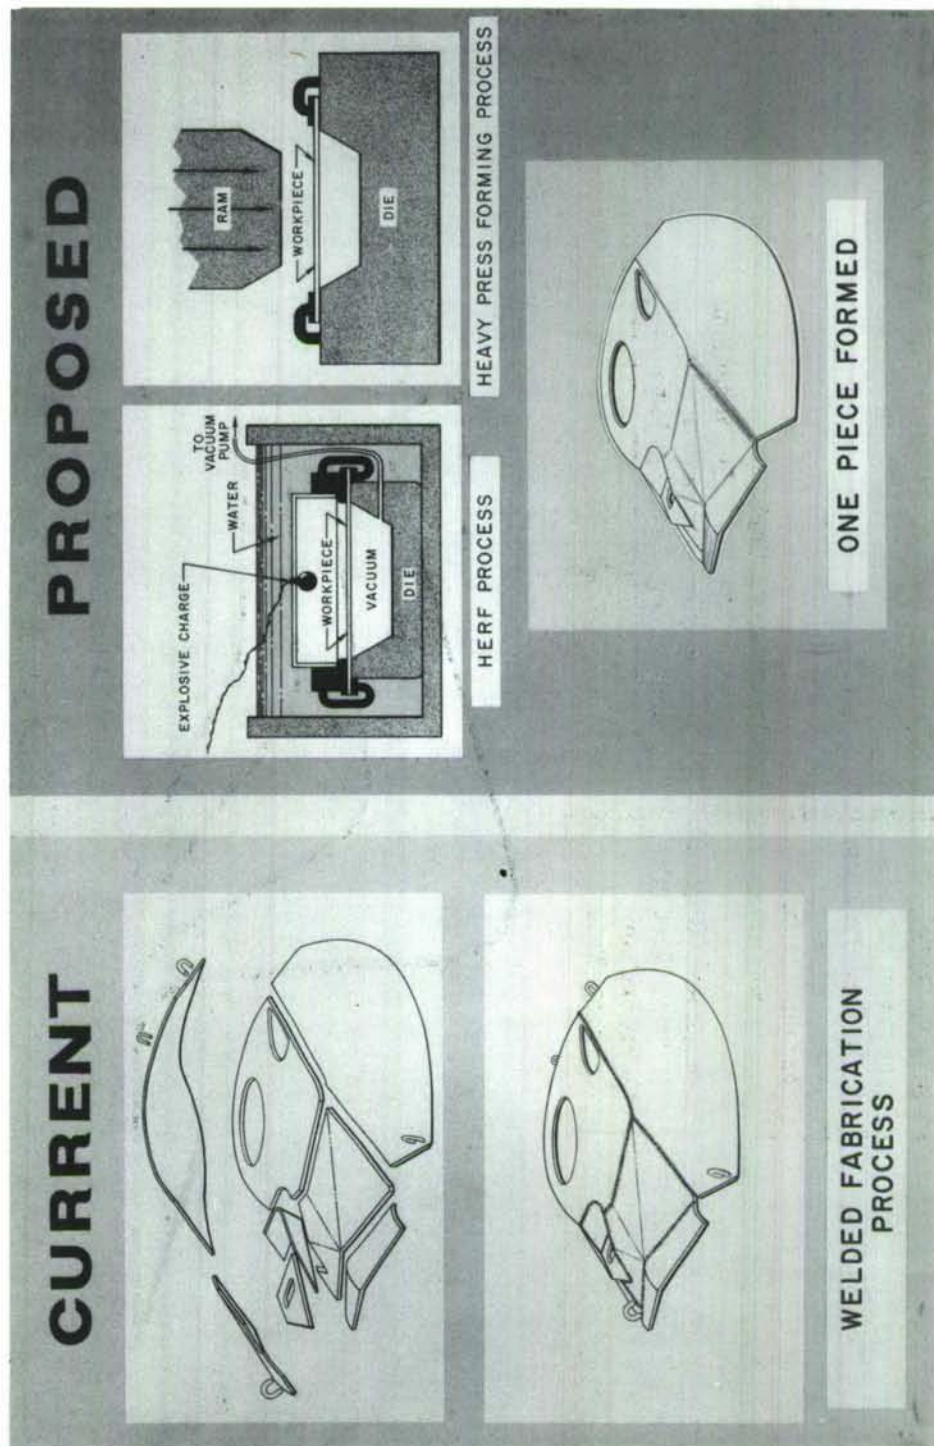 CURRENT
WELDED FABRICATION
PROCESS
PROPOSED
EXPLOSIVE CHARGE
WATER
TO
VACUUM
PUMP
WORKPIECE
VACUUM
DIE
HERF PROCESS
RAM
WORKPIECE
DIE
HEAVY PRESS FORMING PROCESS
ONE PIECE FORMED